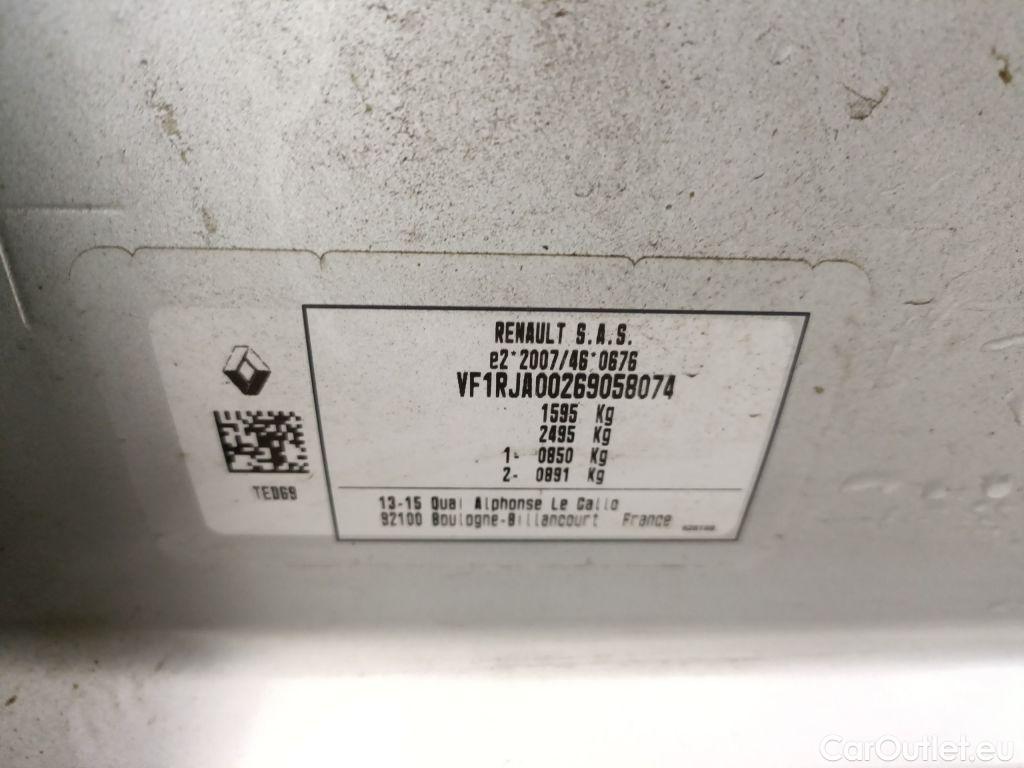 RENAULT S.A.S.
e2*2007/46*0676
VF1RJA00269058074
1595 Kg
2495 Kg
1- 0850 Kg
2- 0891 Kg
TED69
13-15 Quai Alphonse Le Gallo
92100 Boulogne-Billancourt France
CarOutlet.eu